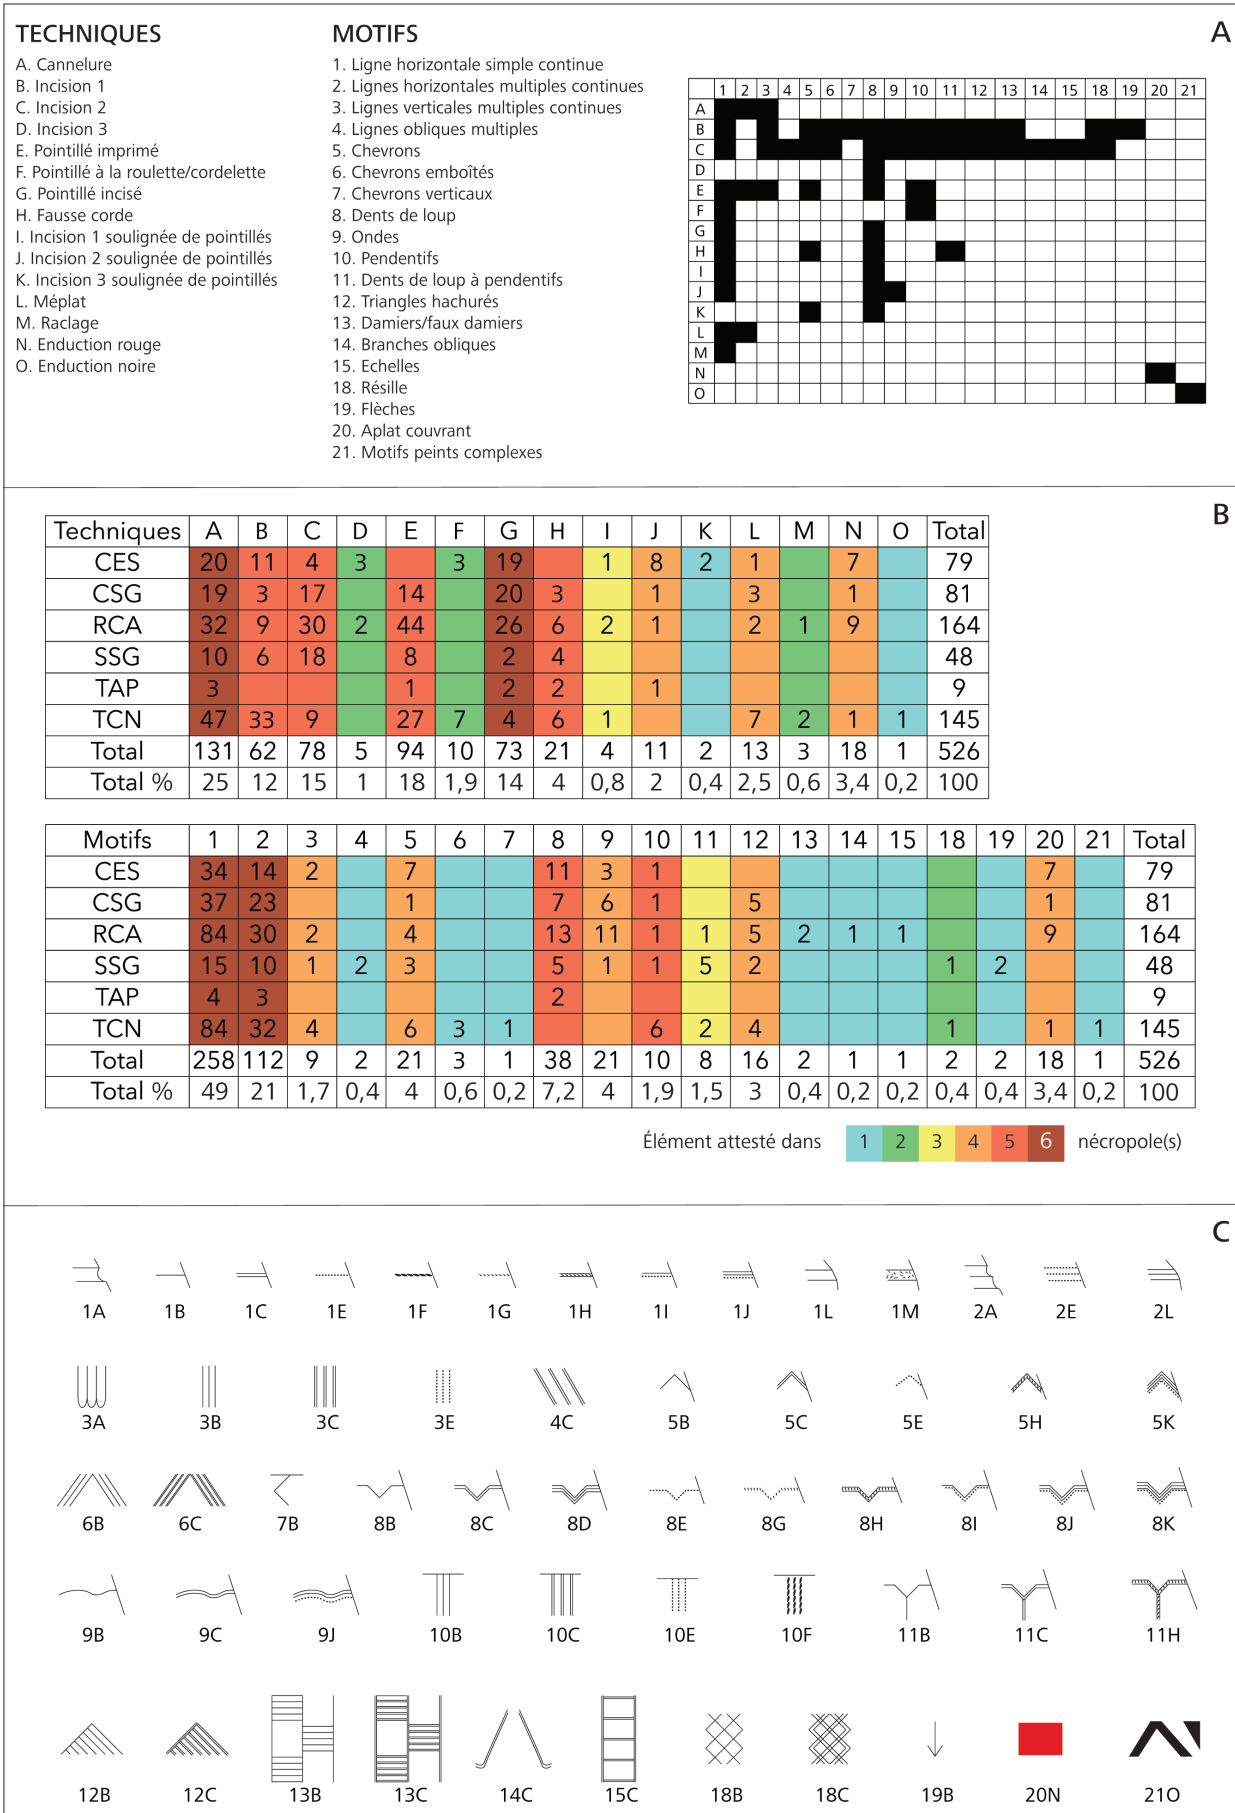 TECHNIQUES
A. Cannelure
B. Incision 1
C. Incision 2
D. Incision 3
E. Pointillé imprimé
F. Pointillé à la roulette/cordelette
G. Pointillé incisé
H. Fausse corde
I. Incision 1 soulignée de pointillés
J. Incision 2 soulignée de pointillés
K. Incision 3 soulignée de pointillés
L. Méplat
M. Raclage
N. Enduction rouge
O. Enduction noire
MOTIFS
1. Ligne horizontale simple continue
2. Lignes horizontales multiples continues
3. Lignes verticales multiples continues
4. Lignes obliques multiples
5. Chevrons
6. Chevrons emboîtés
7. Chevrons verticaux
8. Dents de loup
9. Ondes
10. Pendentifs
11. Dents de loup à pendentifs
12. Triangles hachurés
13. Damiers/faux damiers
14. Branches obliques
15. Echelles
18. Résille
19. Flèches
20. Aplat couvrant
21. Motifs peints complexes
A
1 2 3 4 5 6 7 8 9 10 11 12 13 14 15 18 19 20 21
A
B
C
D
E
F
G
H
I
J
K
L
M
N
O
B
Techniques A B C D E F G H I J K L M N O Total
CES 20 11 4 3 3 19 1 8 2 1 7 79
CSG 19 3 17 14 20 3 1 3 1 81
RCA 32 9 30 2 44 26 6 2 1 2 1 9 164
SSG 10 6 18 8 2 4 48
TAP 3 1 2 2 1 9
TCN 47 33 9 27 7 4 6 1 7 2 1 1 145
Total 131 62 78 5 94 10 73 21 4 11 2 13 3 18 1 526
Total % 25 12 15 1 18 1,9 14 4 0,8 2 0,4 2,5 0,6 3,4 0,2 100
Motifs 1 2 3 4 5 6 7 8 9 10 11 12 13 14 15 18 19 20 21 Total
CES 34 14 2 7 11 3 1 7 79
CSG 37 23 1 7 6 1 5 1 81
RCA 84 30 2 4 13 11 1 1 5 2 1 1 9 164
SSG 15 10 1 2 3 5 1 1 5 2 1 2 48
TAP 4 3 2 9
TCN 84 32 4 6 3 1 6 2 4 1 1 1 145
Total 258 112 9 2 21 3 1 38 21 10 8 16 2 1 1 2 2 18 1 526
Total % 49 21 1,7 0,4 4 0,6 0,2 7,2 4 1,9 1,5 3 0,4 0,2 0,2 0,4 0,4 3,4 0,2 100
Élément attesté dans 1 2 3 4 5 6 nécropole(s)
C
1A 1B 1C 1E 1F 1G 1H 1I 1J 1L 1M 2A 2E 2L
3A 3B 3C 3E 4C 5B 5C 5E 5H 5K
6B 6C 7B 8B 8C 8D 8E 8G 8H 8I 8J 8K
9B 9C 9J 10B 10C 10E 10F 11B 11C 11H
12B 12C 13B 13C 14C 15C 18B 18C 19B 20N 21O